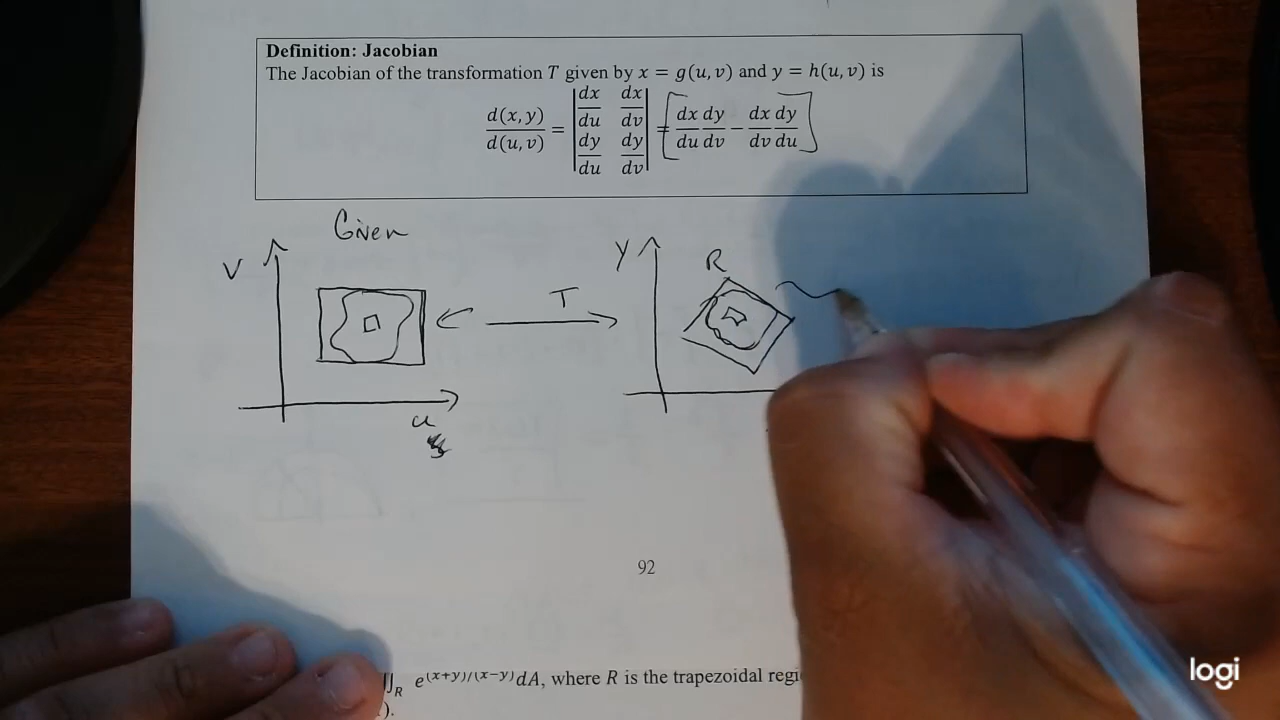 Definition: Jacobian
The Jacobian of the transformation T given by x = g(u, v) and y = h(u, v) is
d(x, y)/d(u, v) = |dx/du dx/dv dy/du dy/dv| = [dx/du dy/dv − dx/dv dy/du]
Given
V
u
T
Y
R
92
∬_R e^(x+y)/(x−y) dA, where R is the trapezoidal
).
logi